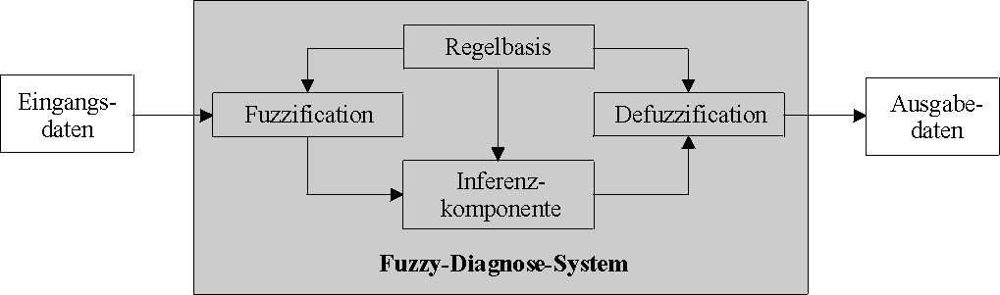 Regelbasis
Eingangs-
daten
Fuzzification
Defuzzification
Ausgabe-
daten
Inferenz-
komponente
Fuzzy-Diagnose-System